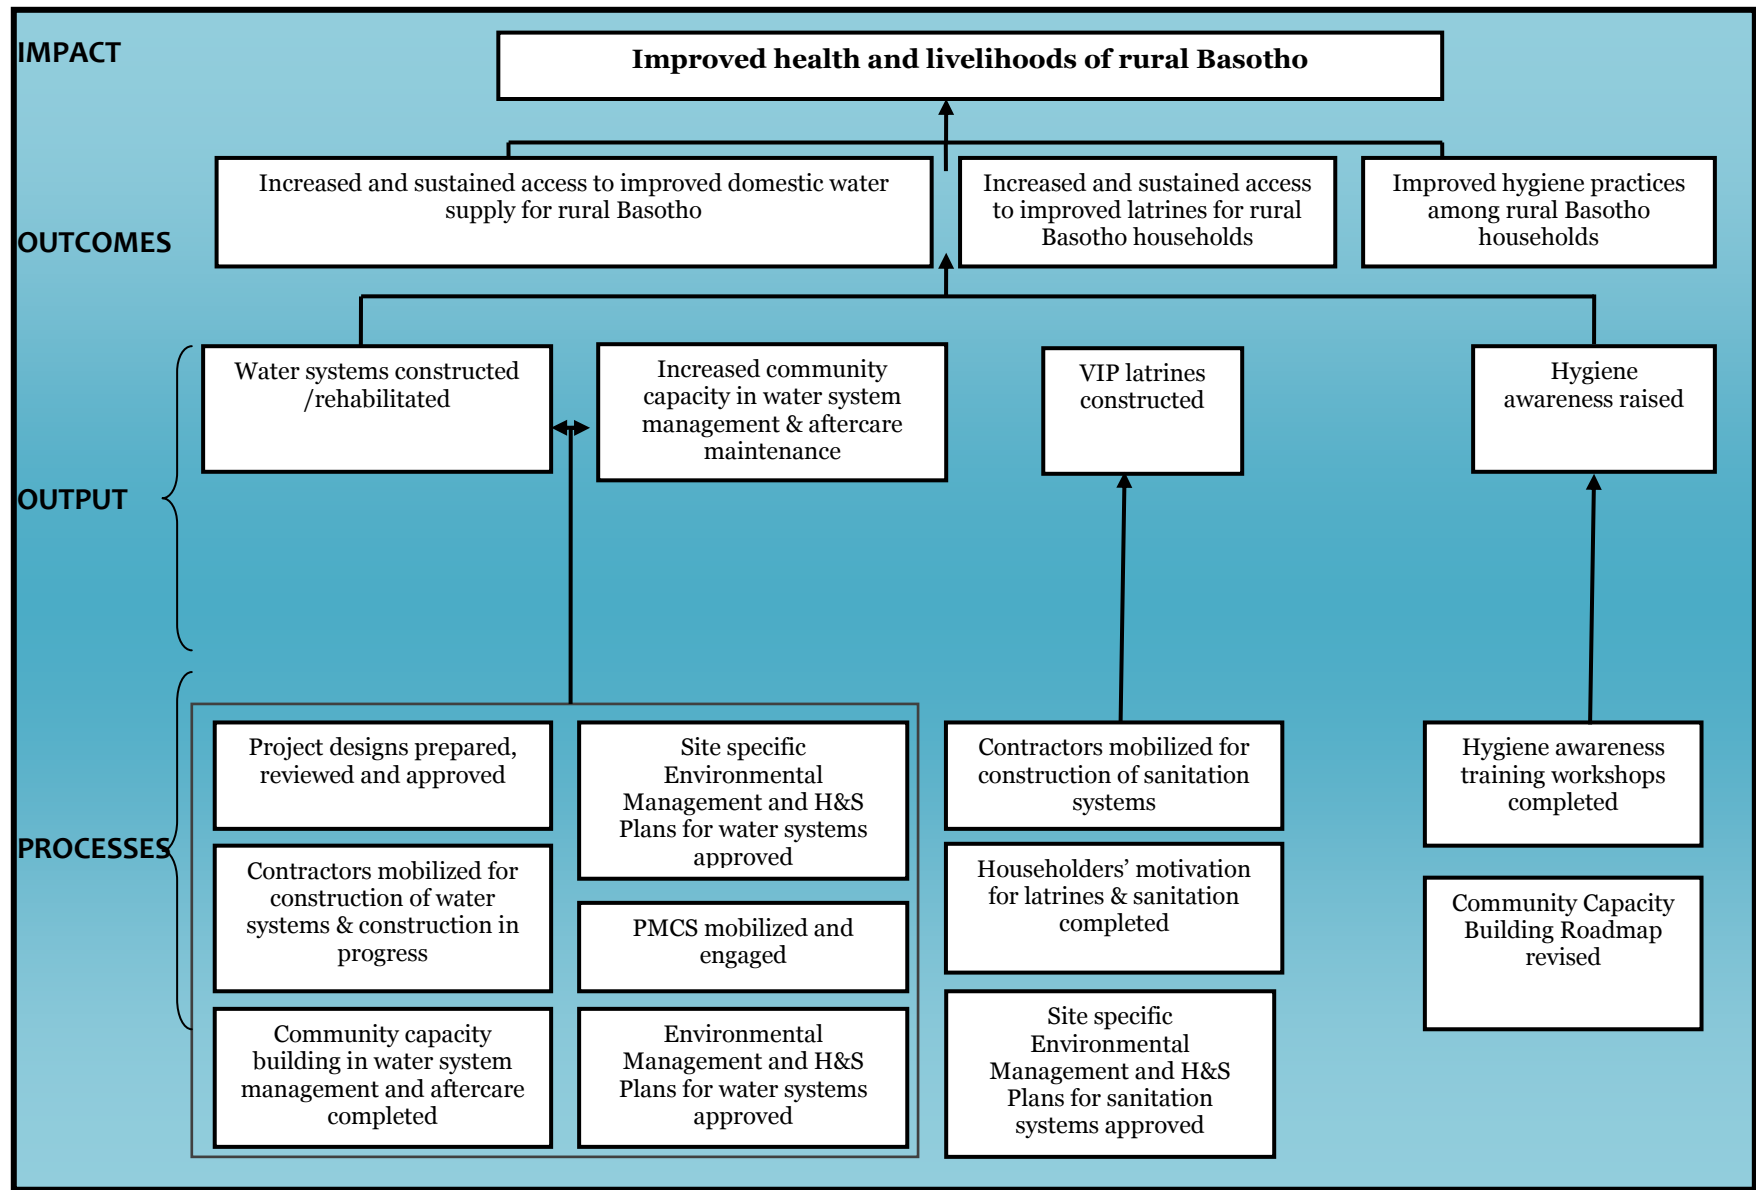 IMPACT
Improved health and livelihoods of rural Basotho
OUTCOMES
Increased and sustained access to improved domestic water
supply for rural Basotho
Increased and sustained access
to improved latrines for rural
Basotho households
Improved hygiene practices
among rural Basotho
households
OUTPUT
Water systems constructed
/rehabilitated
Increased community
capacity in water system
management & aftercare
maintenance
VIP latrines
constructed
Hygiene
awareness raised
PROCESSES
Project designs prepared,
reviewed and approved
Contractors mobilized for
construction of water
systems & construction in
progress
Community capacity
building in water system
management and aftercare
completed
Site specific
Environmental
Management and H&S
Plans for water systems
approved
PMCS mobilized and
engaged
Environmental
Management and H&S
Plans for water systems
approved
Contractors mobilized for
construction of sanitation
systems
Householders’ motivation
for latrines & sanitation
completed
Site specific
Environmental
Management and H&S
Plans for sanitation
systems approved
Hygiene awareness
training workshops
completed
Community Capacity
Building Roadmap
revised